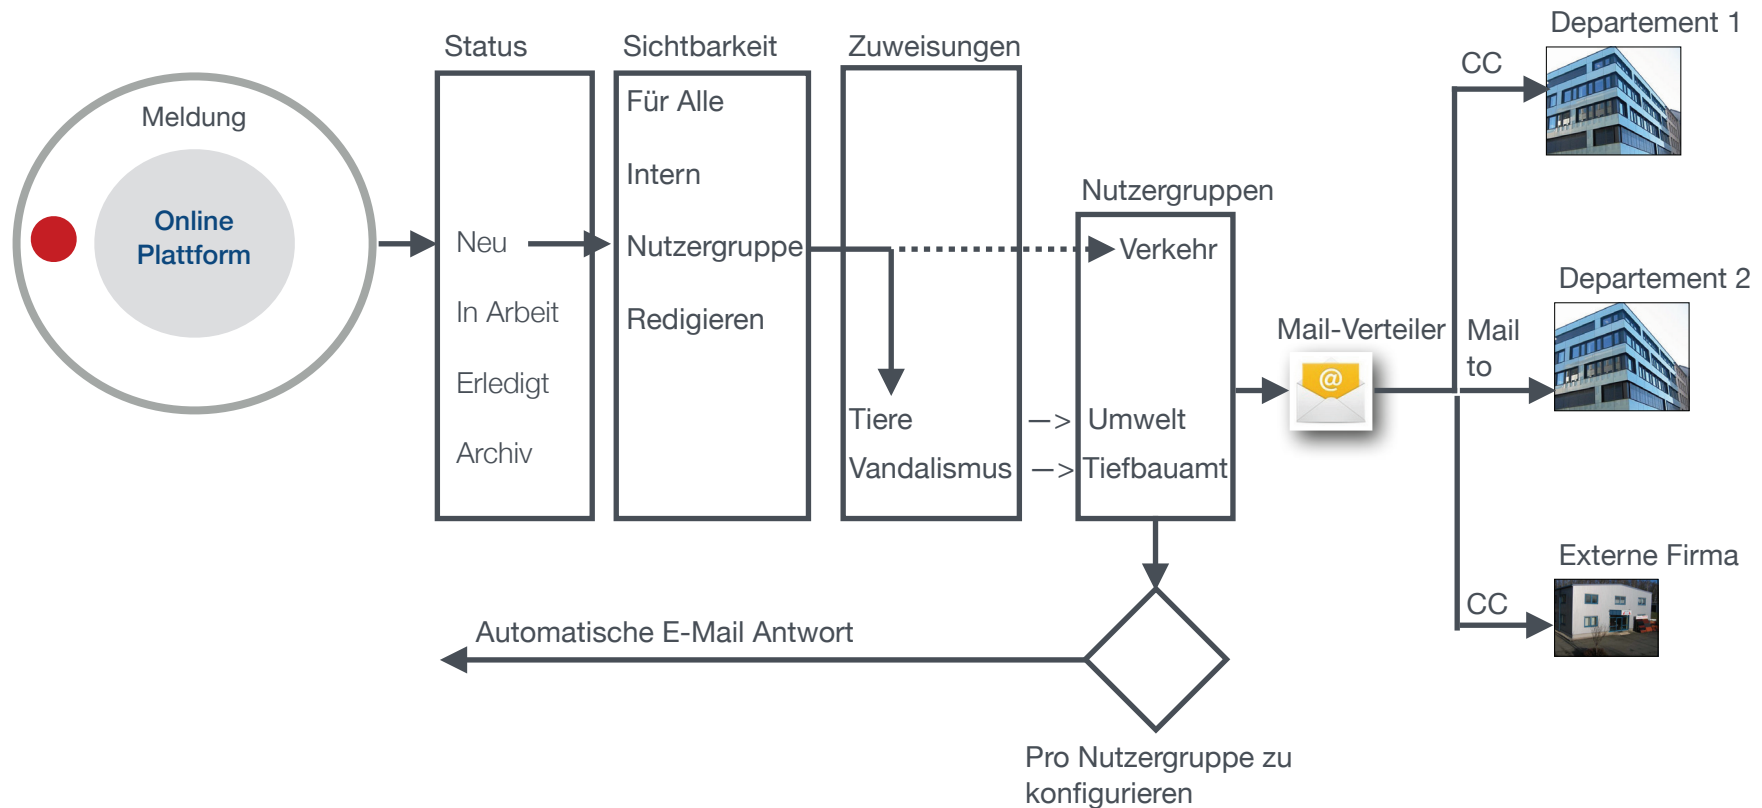 Meldung
Online
Plattform
Status
Neu
In Arbeit
Erledigt
Archiv
Sichtbarkeit
Für Alle
Intern
Nutzergruppe
Redigieren
Zuweisungen
Tiere —> Umwelt
Vandalismus —> Tiefbauamt
Nutzergruppen
Verkehr
Mail-Verteiler
CC
Departement 1
Mail
to
Departement 2
CC
Externe Firma
Automatische E-Mail Antwort
Pro Nutzergruppe zu
konfigurieren
@